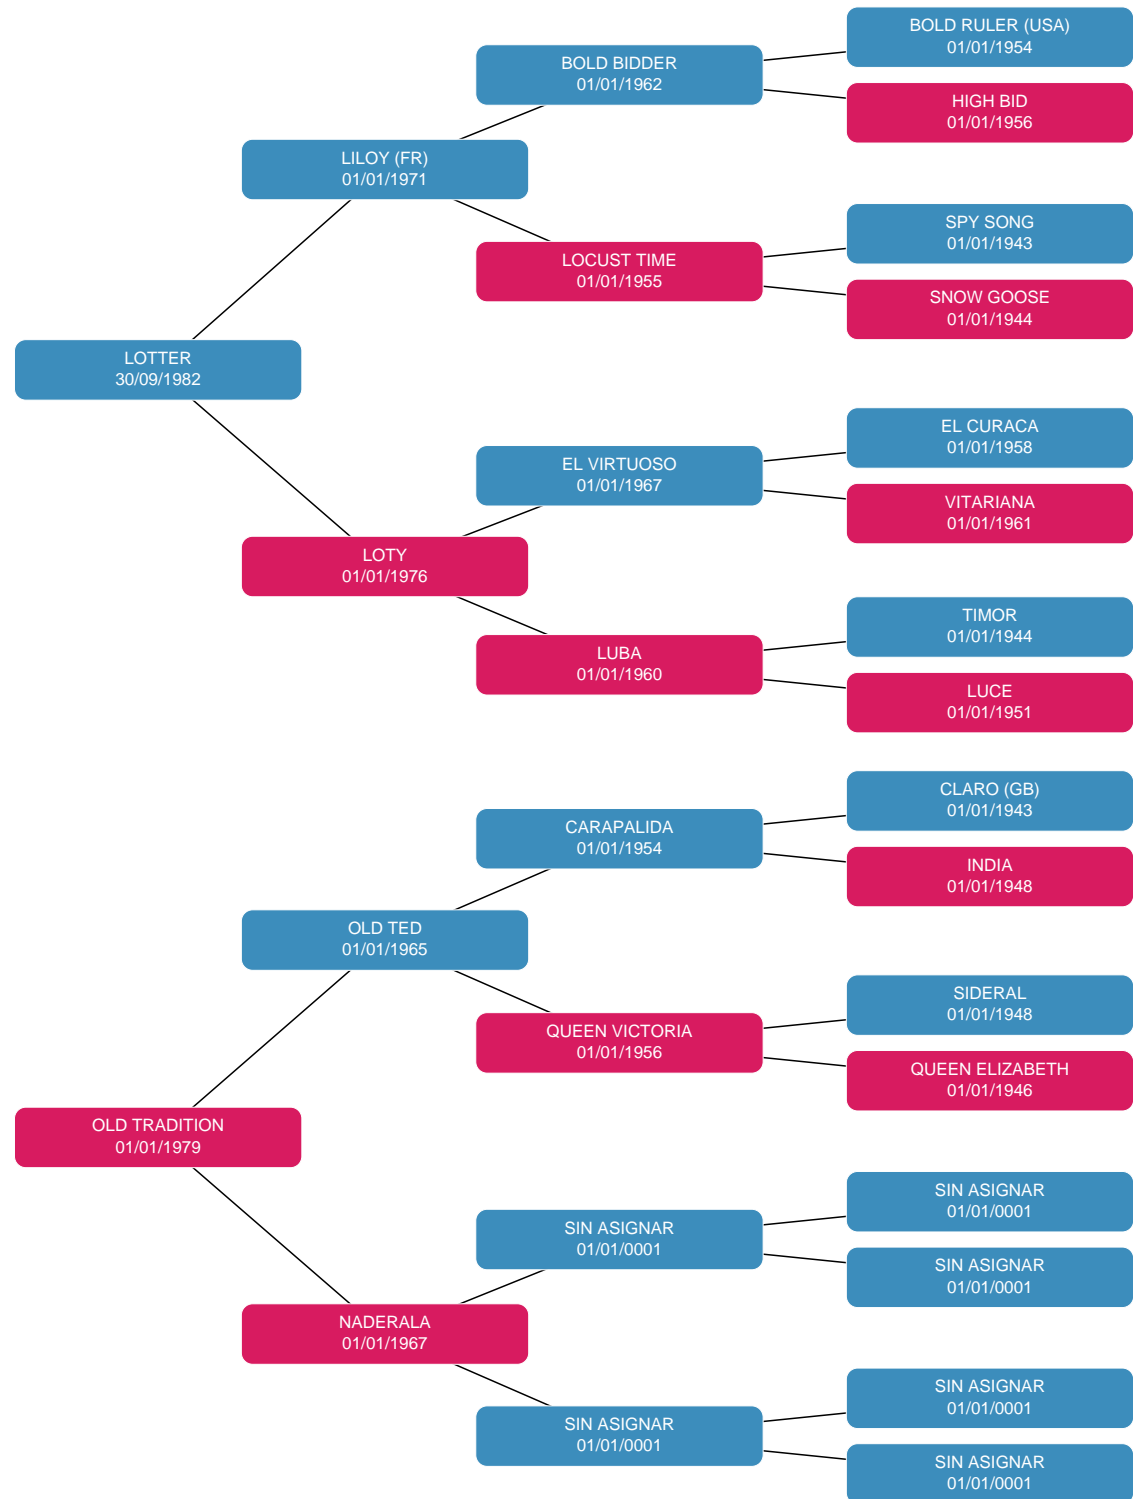 BOLD RULER (USA)
01/01/1954
BOLD BIDDER
01/01/1962
HIGH BID
01/01/1956
LILOY (FR)
01/01/1971
SPY SONG
01/01/1943
LOCUST TIME
01/01/1955
SNOW GOOSE
01/01/1944
LOTTER
30/09/1982
EL CURACA
01/01/1958
EL VIRTUOSO
01/01/1967
VITARIANA
01/01/1961
LOTY
01/01/1976
TIMOR
01/01/1944
LUBA
01/01/1960
LUCE
01/01/1951
CLARO (GB)
01/01/1943
CARAPALIDA
01/01/1954
INDIA
01/01/1948
OLD TED
01/01/1965
SIDERAL
01/01/1948
QUEEN VICTORIA
01/01/1956
QUEEN ELIZABETH
01/01/1946
OLD TRADITION
01/01/1979
SIN ASIGNAR
01/01/0001
SIN ASIGNAR
01/01/0001
SIN ASIGNAR
01/01/0001
NADERALA
01/01/1967
SIN ASIGNAR
01/01/0001
SIN ASIGNAR
01/01/0001
SIN ASIGNAR
01/01/0001